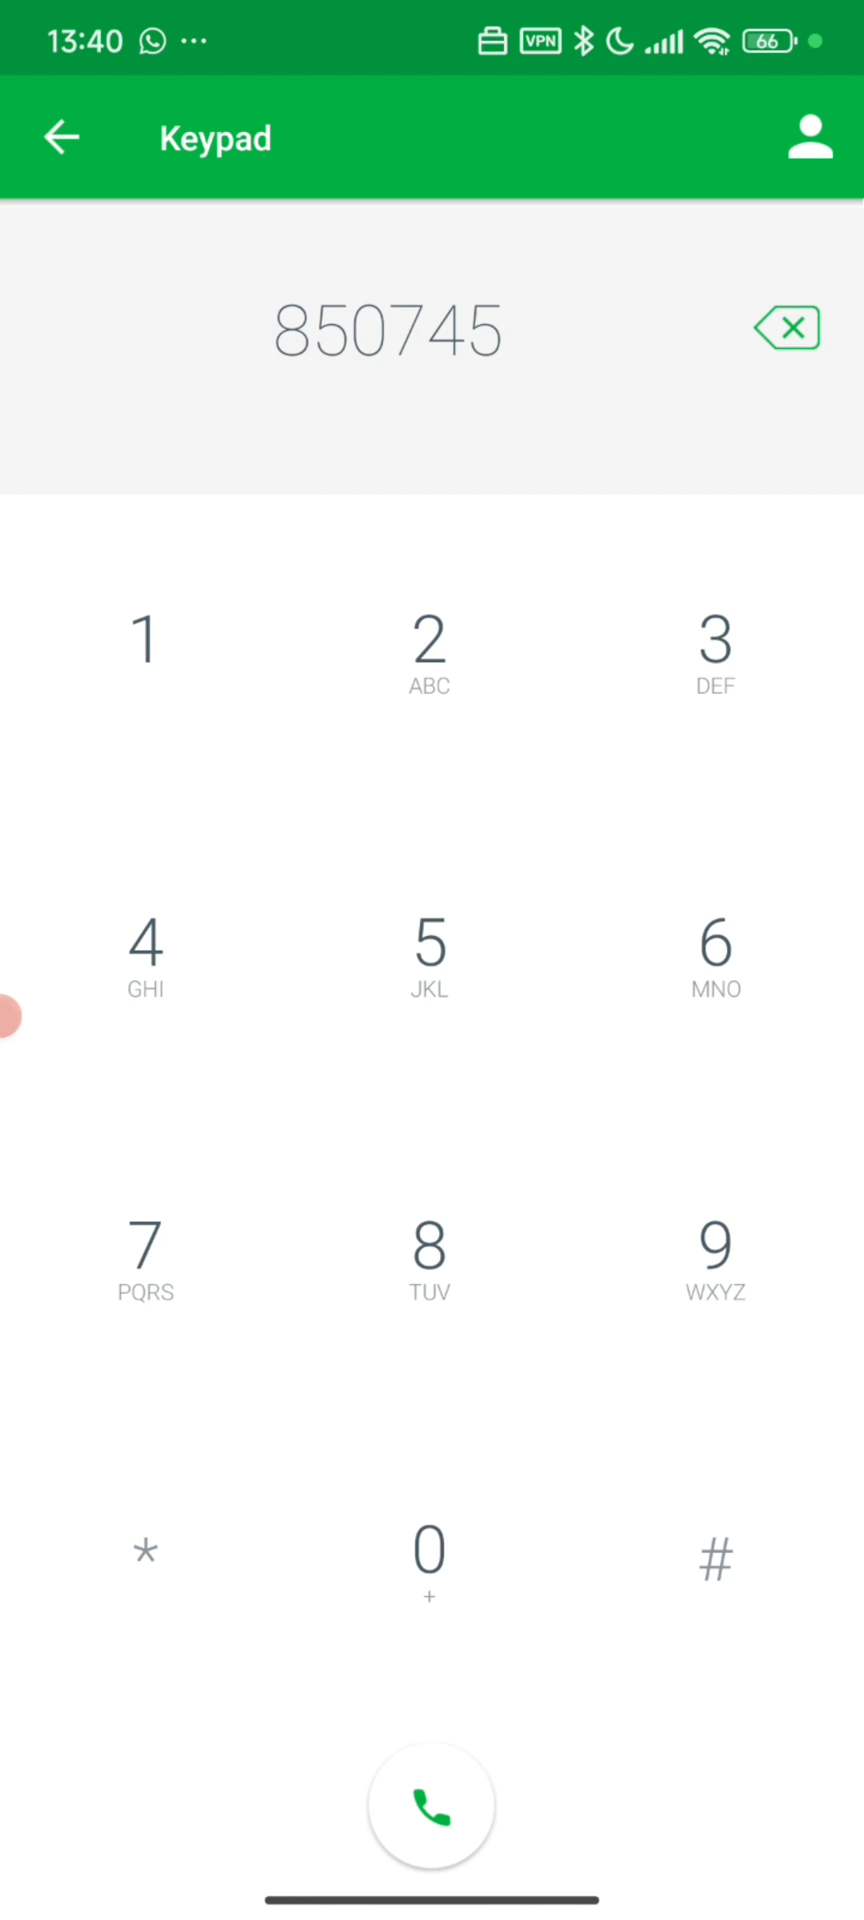 13:40 ... VPN 66
Keypad
850745
1 2 3
ABC DEF
4 5 6
GHI JKL MNO
7 8 9
PQRS TUV WXYZ
* 0 #
+